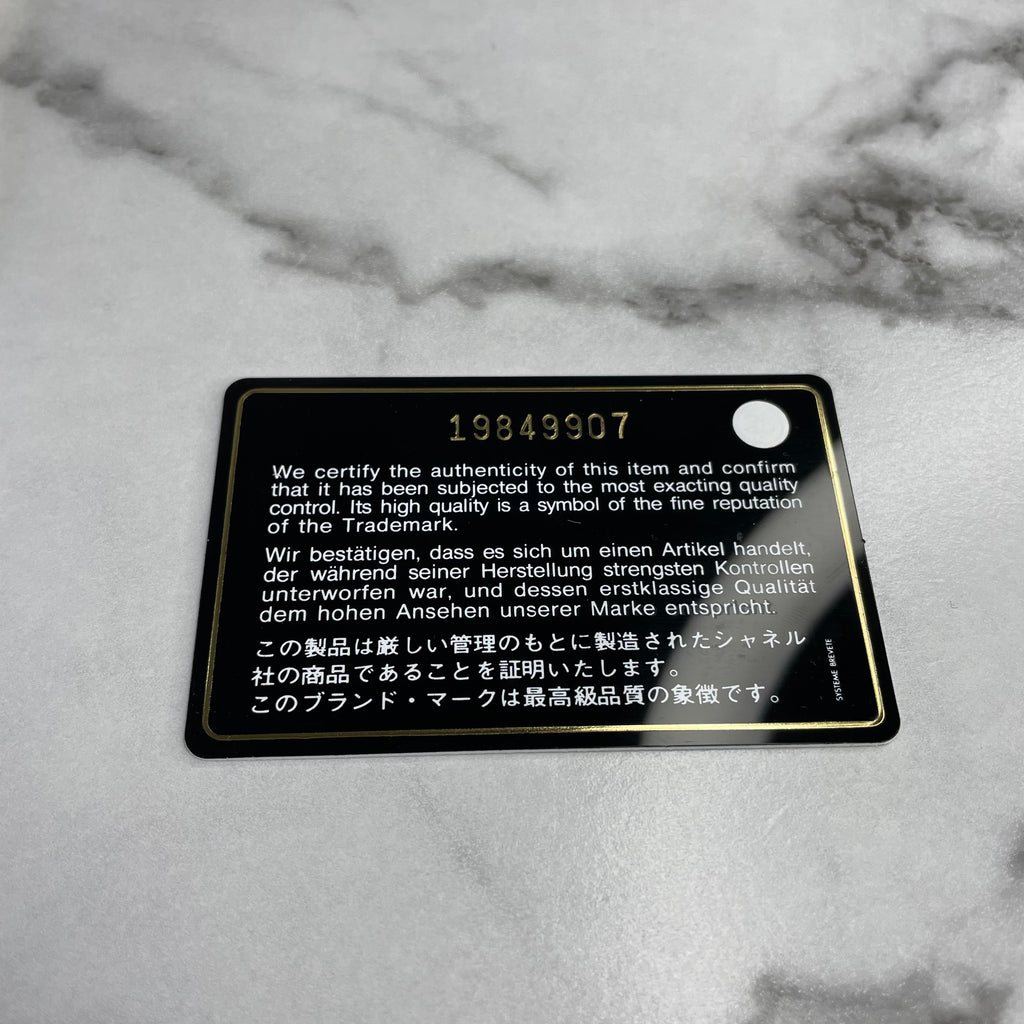 19849907
We certify the authenticity of this item and confirm
that it has been subjected to the most exacting quality
control. Its high quality is a symbol of the fine reputation
of the Trademark.
Wir bestätigen, dass es sich um einen Artikel handelt,
der während seiner Herstellung strengsten Kontrollen
unterworfen war, und dessen erstklassige Qualität
dem hohen Ansehen unserer Marke entspricht.
この製品は厳しい管理のもとに製造されたシャネル
社の商品であることを証明いたします。
このブランド・マークは最高級品質の象徴です。
SYSTEME BREVETE